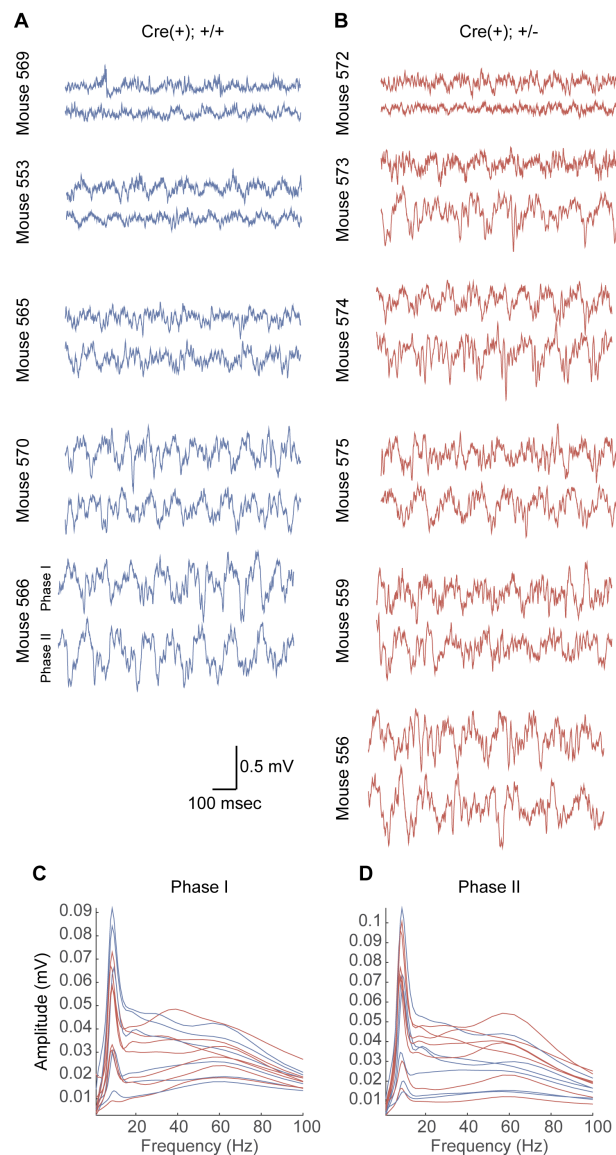 A
Cre(+); +/+
B
Cre(+); +/-
Mouse 569
Mouse 553
Mouse 565
Mouse 570
Mouse 566
Phase I
Phase II
0.5 mV
100 msec
Mouse 572
Mouse 573
Mouse 574
Mouse 575
Mouse 559
Mouse 556
C
Phase I
Amplitude (mV)
0.09
0.08
0.07
0.06
0.05
0.04
0.03
0.02
0.01
20
40
60
80
100
Frequency (Hz)
D
Phase II
0.1
0.09
0.08
0.07
0.06
0.05
0.04
0.03
0.02
0.01
20
40
60
80
100
Frequency (Hz)